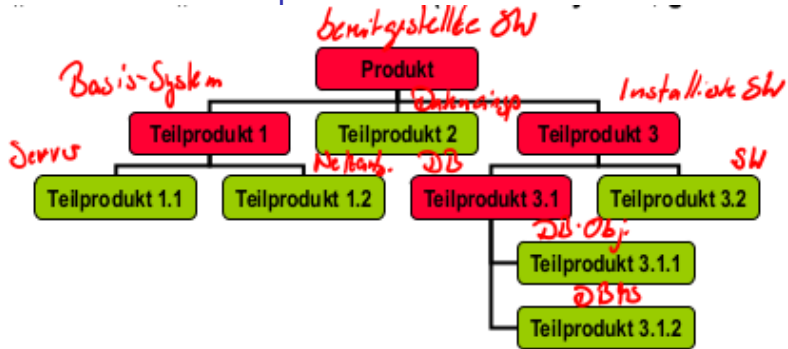 bereitgestellte SW
Produkt
Basis-System
Installierte SW
Teilprodukt 1
Teilprodukt 2
Teilprodukt 3
DB
SW
Teilprodukt 1.1
Teilprodukt 1.2
Teilprodukt 3.1
Teilprodukt 3.2
DB-Obj
Teilprodukt 3.1.1
DBMS
Teilprodukt 3.1.2